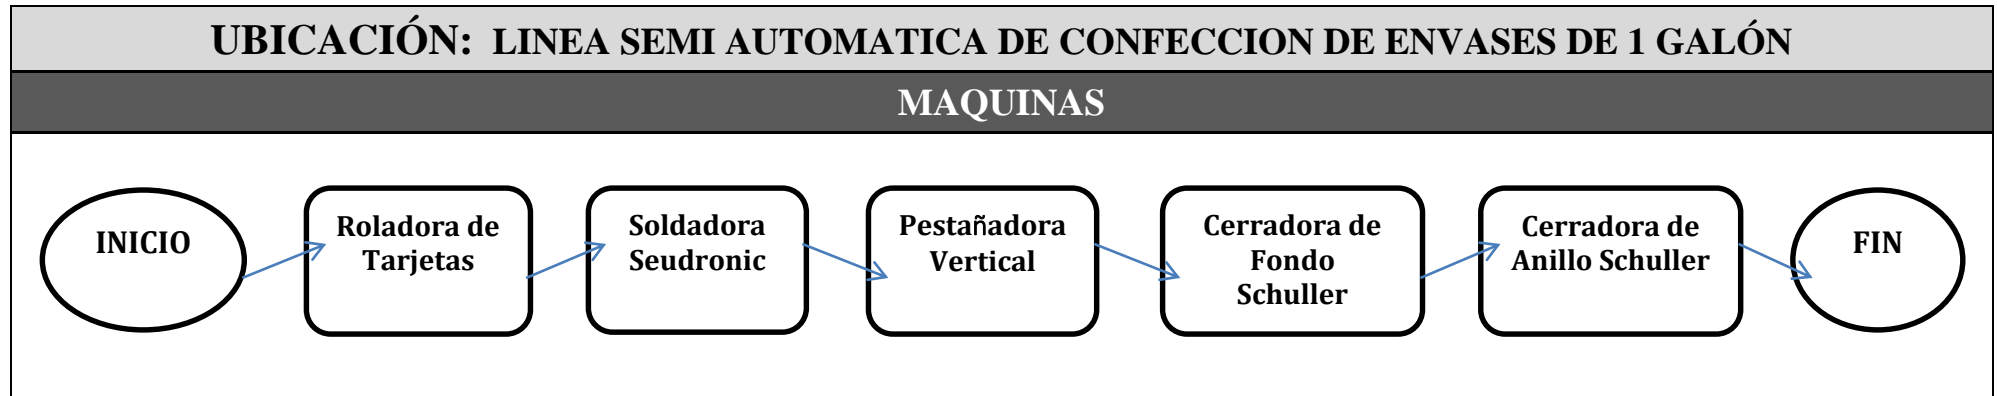 UBICACIÓN: LINEA SEMI AUTOMATICA DE CONFECCION DE ENVASES DE 1 GALÓN
MAQUINAS
INICIO
Roladora de
Tarjetas
Soldadora
Seudronic
Pestañadora
Vertical
Cerradora de
Fondo
Schuller
Cerradora de
Anillo Schuller
FIN